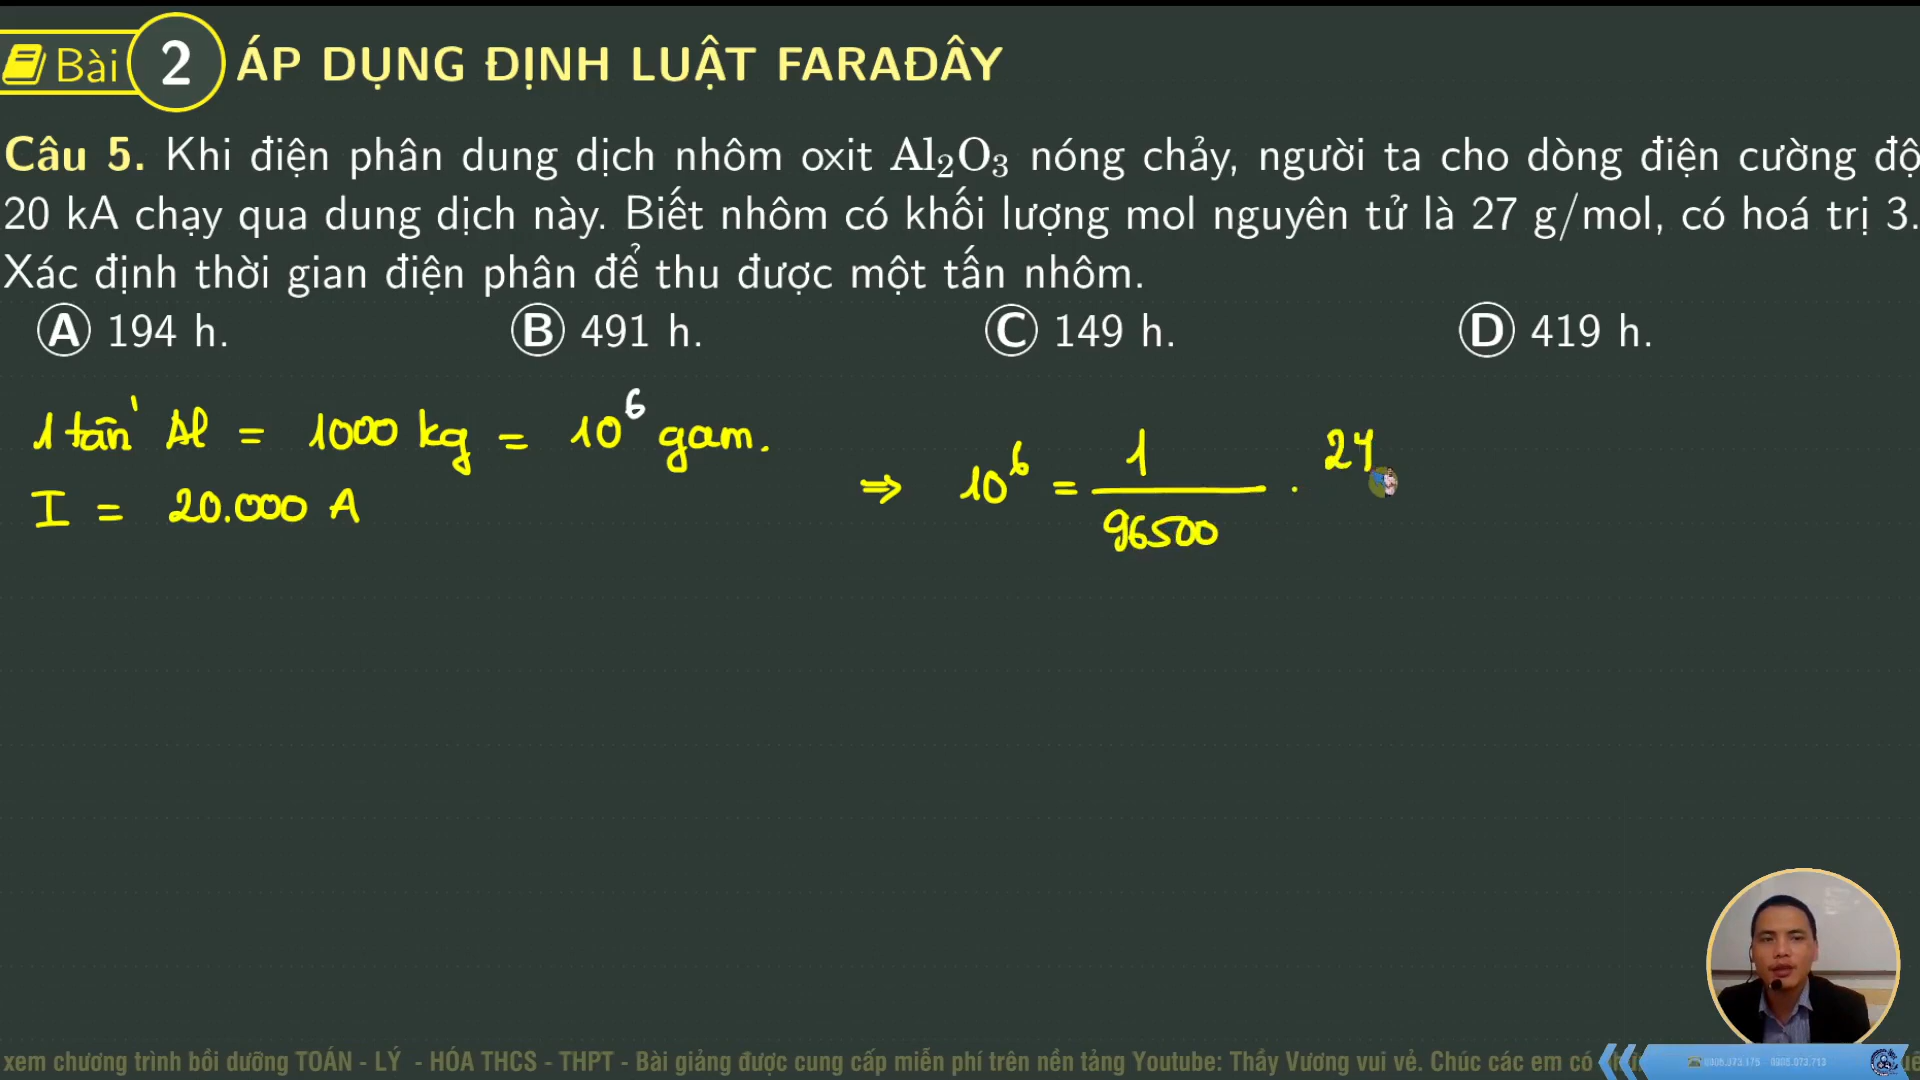 Bài 2 ÁP DỤNG ĐỊNH LUẬT FARAĐÂY
Câu 5. Khi điện phân dung dịch nhôm oxit Al₂O₃ nóng chảy, người ta cho dòng điện cường độ
20 kA chạy qua dung dịch này. Biết nhôm có khối lượng mol nguyên tử là 27 g/mol, có hoá trị 3.
Xác định thời gian điện phân để thu được một tấn nhôm.
A 194 h. B 491 h. C 149 h. D 419 h.
1 tấn Al = 1000 kg = 10⁶ gam.
I = 20.000 A
⇒ 10⁶ = 1/96500 . 27
xem chương trình bồi dưỡng TOÁN - LÝ - HÓA THCS - THPT - Bài giảng được cung cấp miễn phí trên nền tảng Youtube: Thầy Vương vui vẻ. Chúc các em có